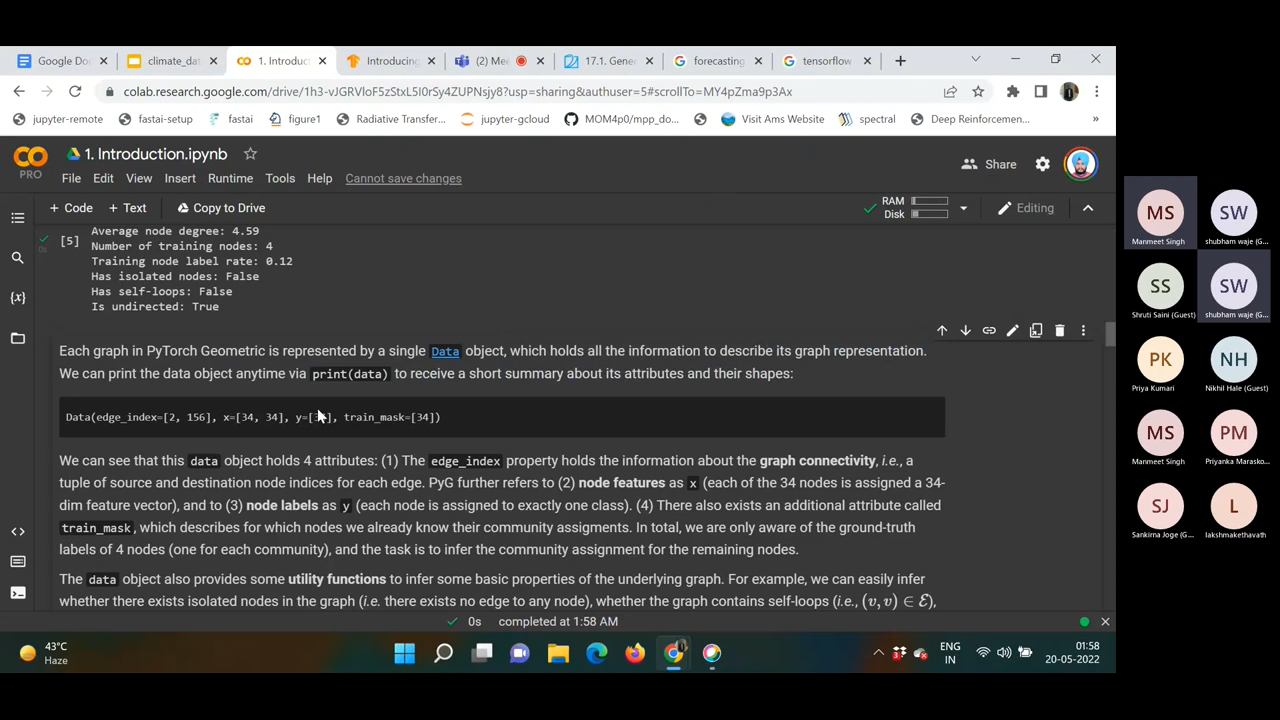 Google Do
climate_da
1. Introduc
Introducing
(2) Mee
17.1. Gene
forecasting
tensorflow
colab.research.google.com/drive/1h3-vJGRVloF5zStxL5I0rSy4ZUPNsjy8?usp=sharing&authuser=5#scrollTo=MY4pZma9p3Ax
jupyter-remote
fastai-setup
fastai
figure1
Radiative Transfer...
jupyter-gcloud
MOM4p0/mpp_do...
Visit Ams Website
spectral
Deep Reinforcemen...
»
PRO
1. Introduction.ipynb
Share
File Edit View Insert Runtime Tools Help Cannot save changes
+ Code + Text Copy to Drive
RAM
Disk
Editing
[5]
Average node degree: 4.59
Number of training nodes: 4
Training node label rate: 0.12
Has isolated nodes: False
Has self-loops: False
Is undirected: True
Each graph in PyTorch Geometric is represented by a single Data object, which holds all the information to describe its graph representation.
We can print the data object anytime via print(data) to receive a short summary about its attributes and their shapes:
Data(edge_index=[2, 156], x=[34, 34], y=[34], train_mask=[34])
We can see that this data object holds 4 attributes: (1) The edge_index property holds the information about the graph connectivity, i.e., a
tuple of source and destination node indices for each edge. PyG further refers to (2) node features as x (each of the 34 nodes is assigned a 34-
dim feature vector), and to (3) node labels as y (each node is assigned to exactly one class). (4) There also exists an additional attribute called
train_mask, which describes for which nodes we already know their community assigments. In total, we are only aware of the ground-truth
labels of 4 nodes (one for each community), and the task is to infer the community assignment for the remaining nodes.
The data object also provides some utility functions to infer some basic properties of the underlying graph. For example, we can easily infer
whether there exists isolated nodes in the graph (i.e. there exists no edge to any node), whether the graph contains self-loops (i.e., (v, v) ∈ ℰ),
0s completed at 1:58 AM
43°C
Haze
ENG
IN
01:58
20-05-2022
MS
Manmeet Singh
SW
shubham waje (G...
SS
Shruti Saini (Guest)
SW
shubham waje (G...
PK
Priya Kumari
NH
Nikhil Hale (Guest)
MS
Manmeet Singh
PM
Priyanka Marasko...
SJ
Sankirna Joge (G...
L
lakshmakethavath